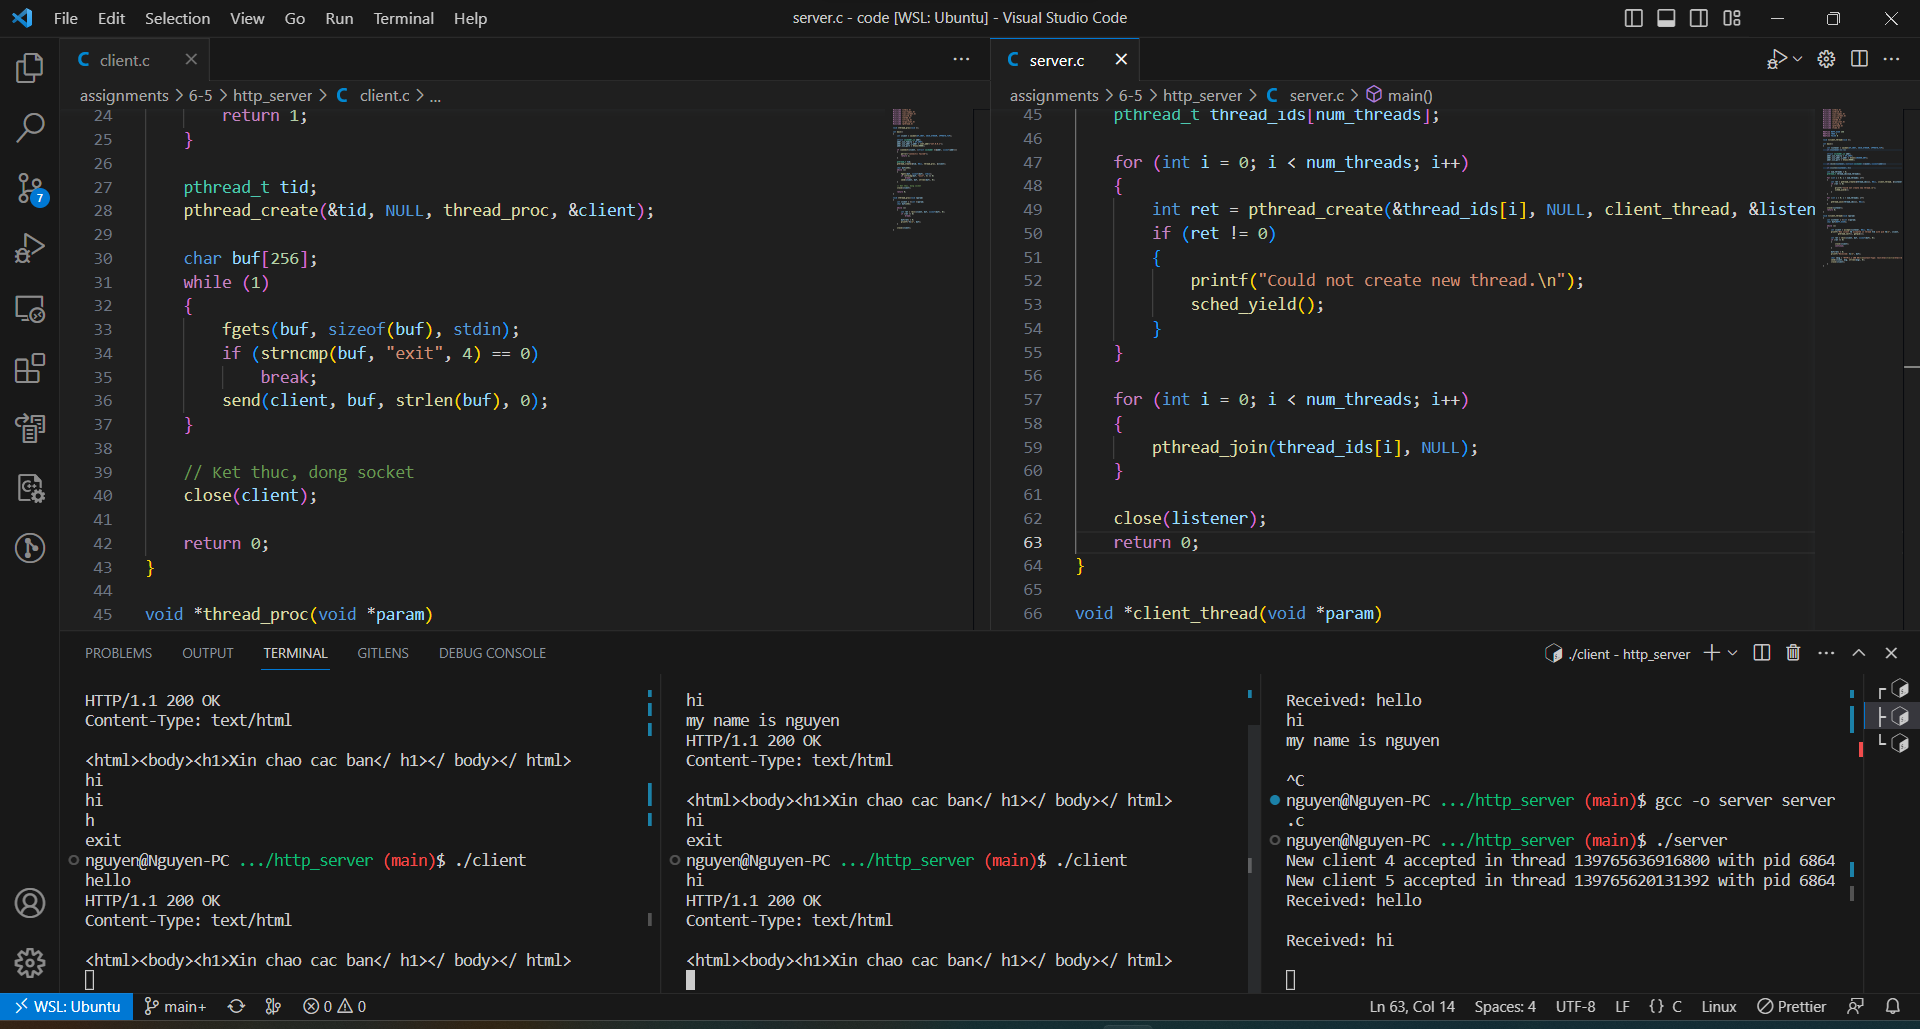 File Edit Selection View Go Run Terminal Help
server.c - code [WSL: Ubuntu] - Visual Studio Code
client.c
assignments > 6-5 > http_server > C client.c > ...
24 return 1;
25 }
26
27 pthread_t tid;
28 pthread_create(&tid, NULL, thread_proc, &client);
29
30 char buf[256];
31 while (1)
32 {
33 fgets(buf, sizeof(buf), stdin);
34 if (strncmp(buf, "exit", 4) == 0)
35 break;
36 send(client, buf, strlen(buf), 0);
37 }
38
39 // Ket thuc, dong socket
40 close(client);
41
42 return 0;
43 }
44
45 void *thread_proc(void *param)
server.c
assignments > 6-5 > http_server > C server.c > main()
45 pthread_t thread_ids[num_threads];
46
47 for (int i = 0; i < num_threads; i++)
48 {
49 int ret = pthread_create(&thread_ids[i], NULL, client_thread, &listen
50 if (ret != 0)
51 {
52 printf("Could not create new thread.\n");
53 sched_yield();
54 }
55 }
56
57 for (int i = 0; i < num_threads; i++)
58 {
59 pthread_join(thread_ids[i], NULL);
60 }
61
62 close(listener);
63 return 0;
64 }
65
66 void *client_thread(void *param)
7
PROBLEMS OUTPUT TERMINAL GITLENS DEBUG CONSOLE
./client - http_server
HTTP/1.1 200 OK
Content-Type: text/html
<html><body><h1>Xin chao cac ban</ h1></ body></ html>
hi
hi
h
exit
nguyen@Nguyen-PC .../http_server (main)$ ./client
hello
HTTP/1.1 200 OK
Content-Type: text/html
<html><body><h1>Xin chao cac ban</ h1></ body></ html>
hi
my name is nguyen
HTTP/1.1 200 OK
Content-Type: text/html
<html><body><h1>Xin chao cac ban</ h1></ body></ html>
hi
exit
nguyen@Nguyen-PC .../http_server (main)$ ./client
hi
HTTP/1.1 200 OK
Content-Type: text/html
<html><body><h1>Xin chao cac ban</ h1></ body></ html>
Received: hello
hi
my name is nguyen
^C
nguyen@Nguyen-PC .../http_server (main)$ gcc -o server server
.c
nguyen@Nguyen-PC .../http_server (main)$ ./server
New client 4 accepted in thread 139765636916800 with pid 6864
New client 5 accepted in thread 139765620131392 with pid 6864
Received: hello
Received: hi
WSL: Ubuntu main+ 0 0
Ln 63, Col 14 Spaces: 4 UTF-8 LF {} C Linux Prettier